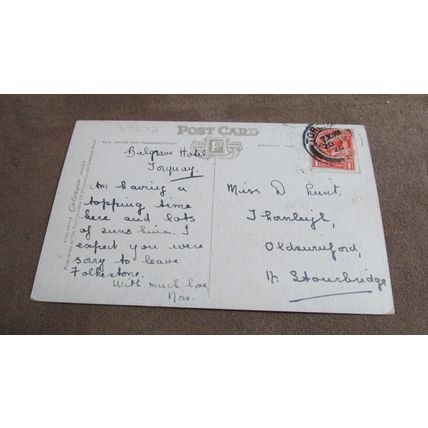 POST CARD
Belgrave Hotel
Torquay.
Am having a
topping time
here and lots
of sunshine. I
expect you were
sorry to leave
Folkestone.
With much love,
Miss D Hunt,
Thornleigh,
Oldswinford,
Nr. Stourbridge